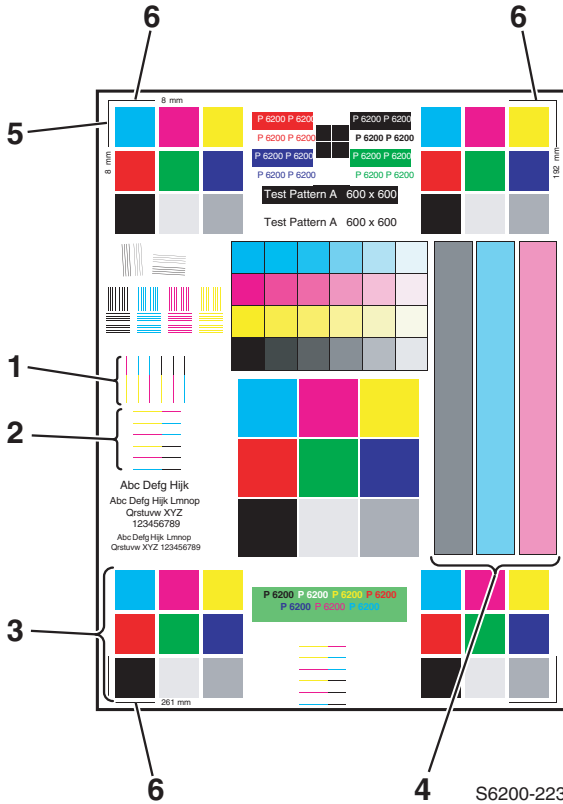 6 6
8 mm
5
8 mm
192 mm
P 6200 P 6200 P 6200 P 6200
P 6200 P 6200 P 6200 P 6200
P 6200 P 6200 P 6200 P 6200
P 6200 P 6200 P 6200 P 6200
Test Pattern A 600 x 600
Test Pattern A 600 x 600
1
2
Abc Defg Hijk
Abc Defg Hijk Lmnop
Qrstuvw XYZ
123456789
Abc Defg Hijk Lmnop
Qrstuvw XYZ 123456789
3
P 6200 P 6200 P 6200 P 6200
P 6200 P 6200 P 6200
261 mm
6
4
S6200-223